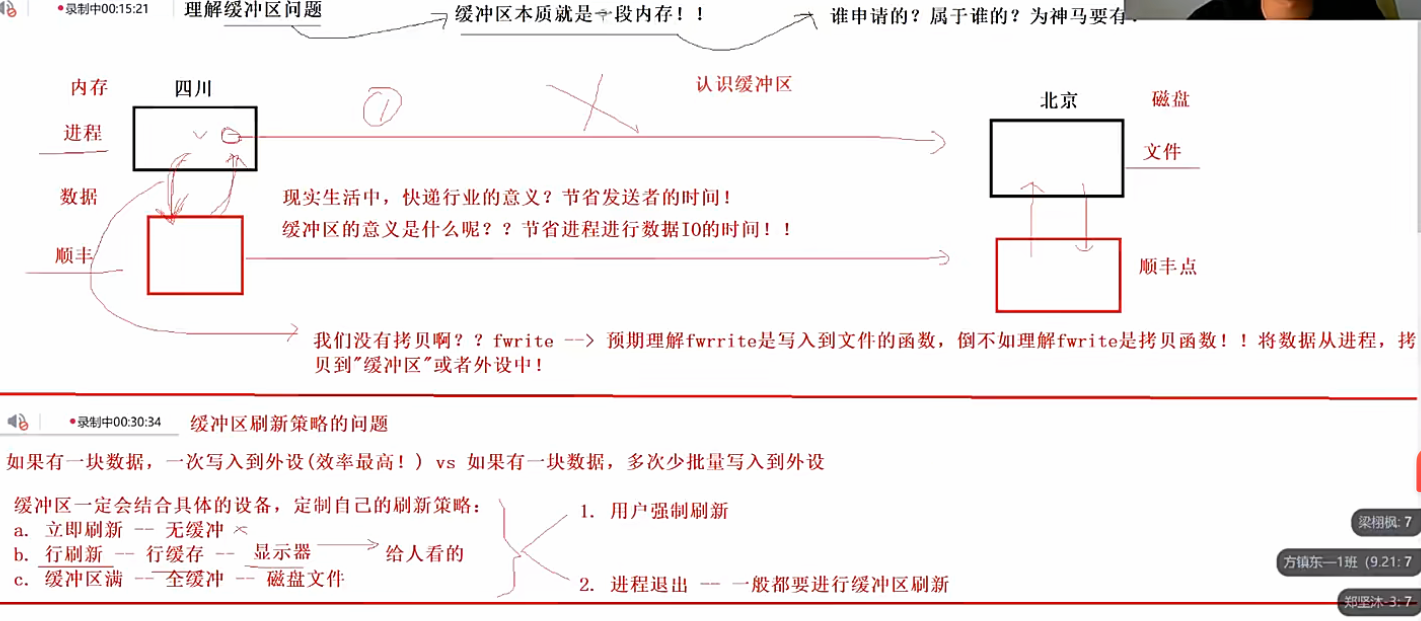 录制中00:15:21
理解缓冲区问题
缓冲区本质就是一段内存！！
谁申请的？属于谁的？为神马要有
内存
四川
认识缓冲区
北京
磁盘
进程
①
文件
数据
现实生活中，快递行业的意义？节省发送者的时间！
缓冲区的意义是什么呢？？节省进程进行数据IO的时间！！
顺丰
顺丰点
我们没有拷贝啊？？fwrite --> 预期理解fwrrite是写入到文件的函数，倒不如理解fwrite是拷贝函数！！将数据从进程，拷
贝到"缓冲区"或者外设中！
录制中00:30:34
缓冲区刷新策略的问题
如果有一块数据，一次写入到外设(效率最高！) vs 如果有一块数据，多次少批量写入到外设
缓冲区一定会结合具体的设备，定制自己的刷新策略：
a. 立即刷新 -- 无缓冲
b. 行刷新 -- 行缓存 -- 显示器
给人看的
c. 缓冲区满 -- 全缓冲 -- 磁盘文件
1. 用户强制刷新
2. 进程退出 -- 一般都要进行缓冲区刷新
梁栩枫: 7
方镇东—1班（9.21: 7
郑坚沐-3: 7